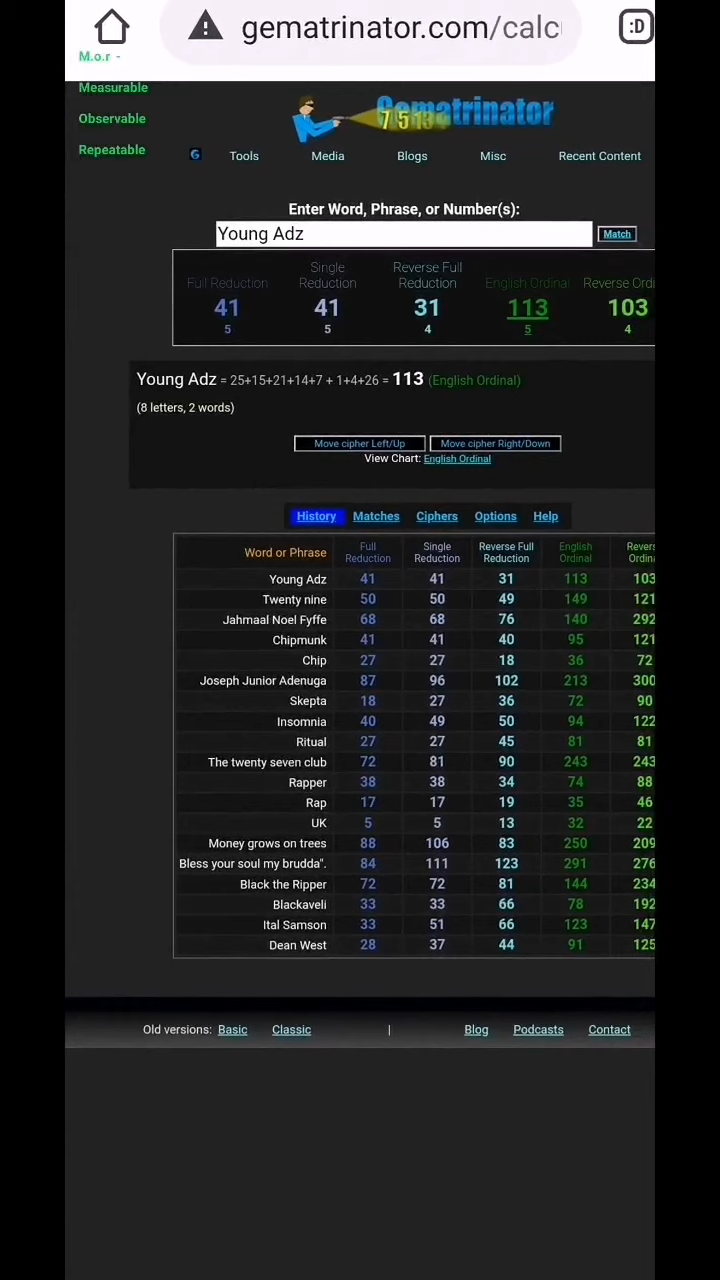 gematrinator.com/calc
:D
M.o.r -
Measurable
Observable
Repeatable
Gematrinator
7 5 13
G Tools Media Blogs Misc Recent Content
Enter Word, Phrase, or Number(s):
Young Adz Match
Full Reduction Single Reduction Reverse Full Reduction English Ordinal Reverse Ordi
41 41 31 113 103
5 5 4 5 4
Young Adz = 25+15+21+14+7 + 1+4+26 = 113 (English Ordinal)
(8 letters, 2 words)
Move cipher Left/Up Move cipher Right/Down
View Chart: English Ordinal
History Matches Ciphers Options Help
Word or Phrase Full Reduction Single Reduction Reverse Full Reduction English Ordinal Revers Ordin
Young Adz 41 41 31 113 103
Twenty nine 50 50 49 149 121
Jahmaal Noel Fyffe 68 68 76 140 292
Chipmunk 41 41 40 95 121
Chip 27 27 18 36 72
Joseph Junior Adenuga 87 96 102 213 300
Skepta 18 27 36 72 90
Insomnia 40 49 50 94 122
Ritual 27 27 45 81 81
The twenty seven club 72 81 90 243 243
Rapper 38 38 34 74 88
Rap 17 17 19 35 46
UK 5 5 13 32 22
Money grows on trees 88 106 83 250 209
Bless your soul my brudda". 84 111 123 291 276
Black the Ripper 72 72 81 144 234
Blackaveli 33 33 66 78 192
Ital Samson 33 51 66 123 147
Dean West 28 37 44 91 125
Old versions: Basic Classic | Blog Podcasts Contact